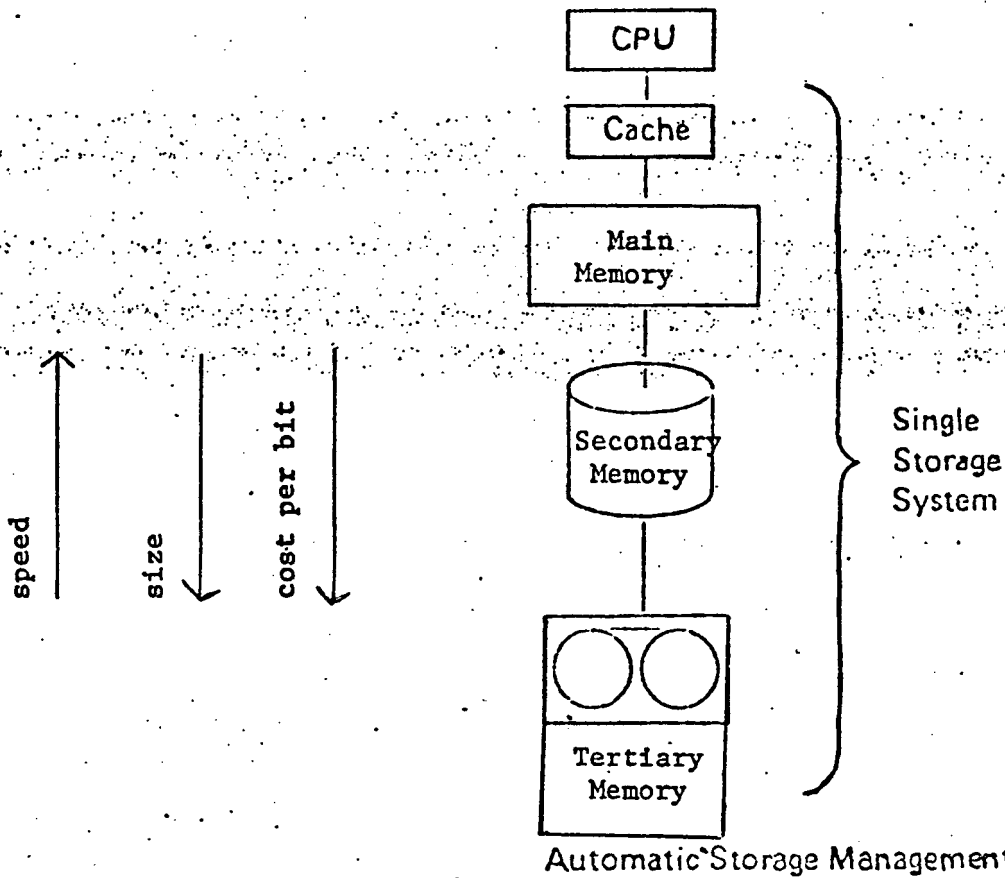 CPU
Cache
Main
Memory
Secondary
Memory
Single
Storage
System
speed
size
cost per bit
Tertiary
Memory
Automatic Storage Management